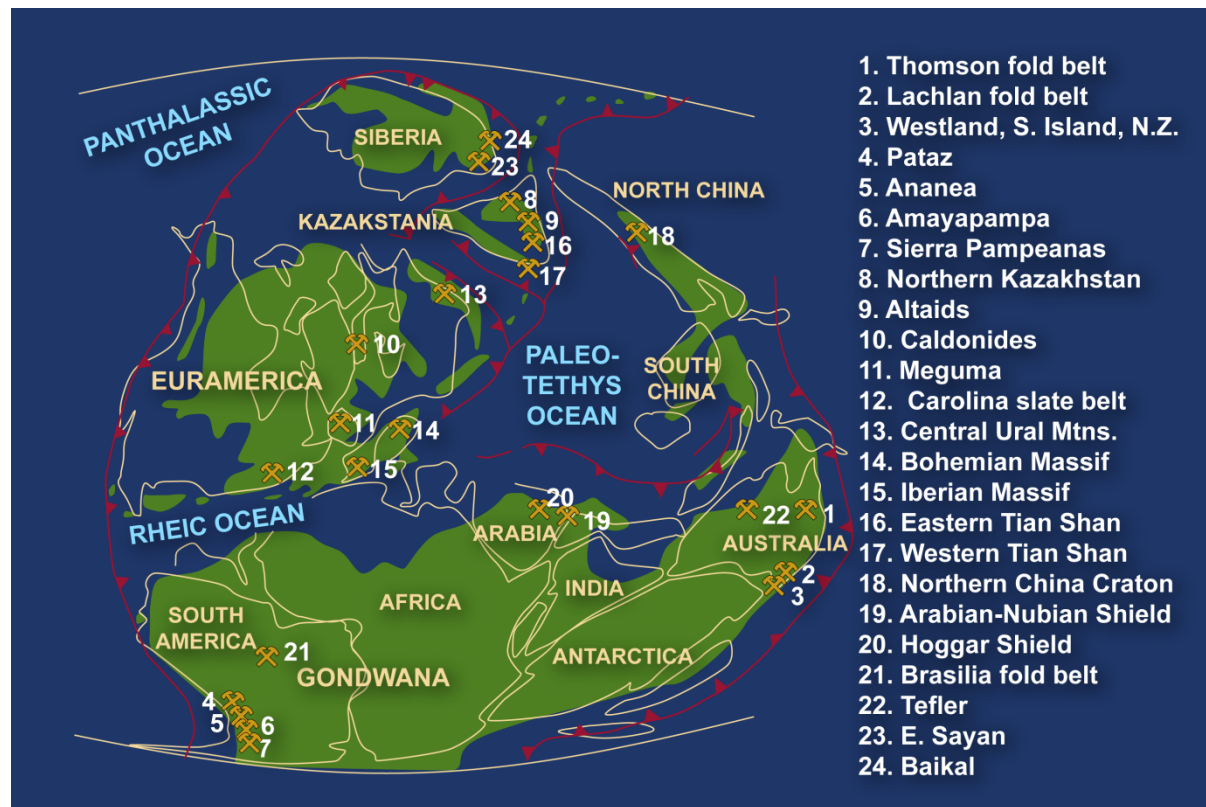 PANTHALASSIC
OCEAN
SIBERIA
24
23
NORTH CHINA
8
KAZAKSTANIA
9
18
16
17
13
10
PALEO-
TETHYS
OCEAN
SOUTH
CHINA
EURAMERICA
11
14
12
15
RHEIC OCEAN
20
19
ARABIA
22
1
AUSTRALIA
2
3
INDIA
AFRICA
SOUTH
AMERICA
21
GONDWANA
ANTARCTICA
4
5
6
7
1. Thomson fold belt
2. Lachlan fold belt
3. Westland, S. Island, N.Z.
4. Pataz
5. Ananea
6. Amayapampa
7. Sierra Pampeanas
8. Northern Kazakhstan
9. Altaids
10. Caldonides
11. Meguma
12.  Carolina slate belt
13. Central Ural Mtns.
14. Bohemian Massif
15. Iberian Massif
16. Eastern Tian Shan
17. Western Tian Shan
18. Northern China Craton
19. Arabian-Nubian Shield
20. Hoggar Shield
21. Brasilia fold belt
22. Tefler
23. E. Sayan
24. Baikal